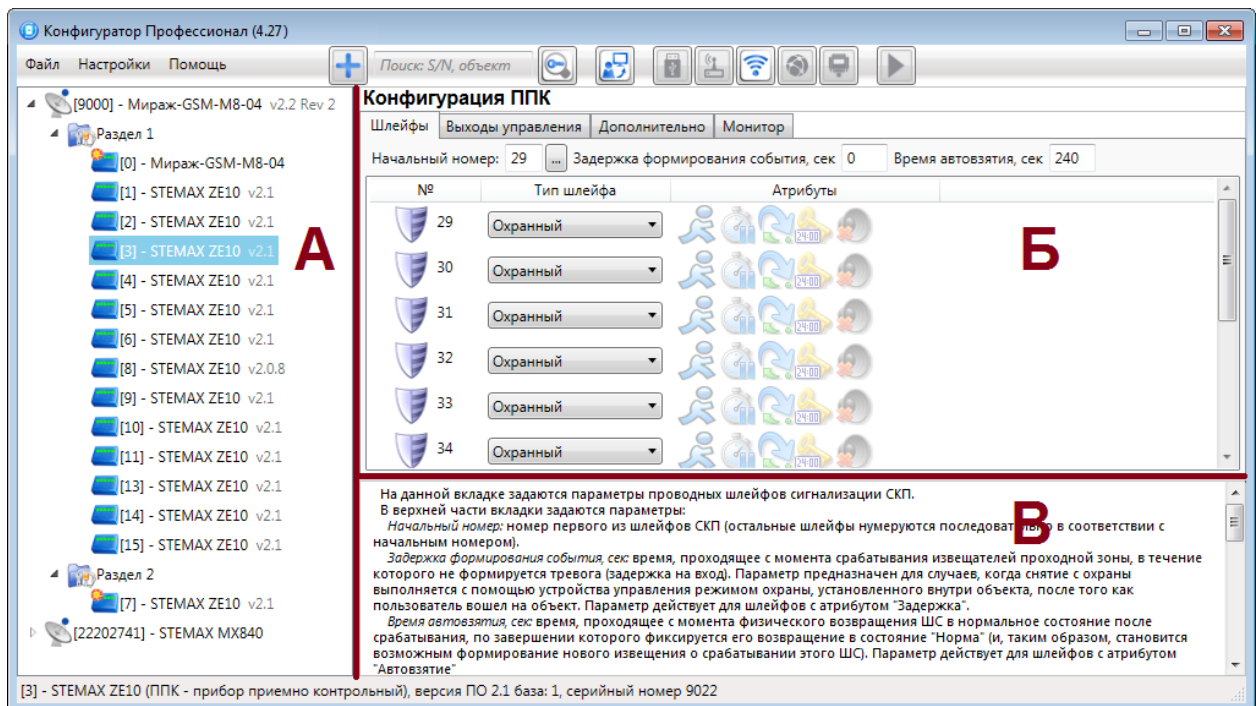 Конфигуратор Профессионал (4.27)
Файл Настройки Помощь
Поиск: S/N, объект
[9000] - Мираж-GSM-M8-04 v2.2 Rev 2
Раздел 1
[0] - Мираж-GSM-M8-04
[1] - STEMAX ZE10 v2.1
[2] - STEMAX ZE10 v2.1
[3] - STEMAX ZE10 v2.1
[4] - STEMAX ZE10 v2.1
[5] - STEMAX ZE10 v2.1
[6] - STEMAX ZE10 v2.1
[8] - STEMAX ZE10 v2.0.8
[9] - STEMAX ZE10 v2.1
[10] - STEMAX ZE10 v2.1
[11] - STEMAX ZE10 v2.1
[13] - STEMAX ZE10 v2.1
[14] - STEMAX ZE10 v2.1
[15] - STEMAX ZE10 v2.1
Раздел 2
[7] - STEMAX ZE10 v2.1
[22202741] - STEMAX MX840
А
Конфигурация ППК
Шлейфы Выходы управления Дополнительно Монитор
Начальный номер: 29 ... Задержка формирования события, сек 0 Время автовзятия, сек 240
№ Тип шлейфа Атрибуты
29 Охранный 24:00
30 Охранный 24:00
31 Охранный 24:00
32 Охранный 24:00
33 Охранный 24:00
34 Охранный 24:00
Б
На данной вкладке задаются параметры проводных шлейфов сигнализации СКП.
В верхней части вкладки задаются параметры:
Начальный номер: номер первого из шлейфов СКП (остальные шлейфы нумеруются последовательно в соответствии с
начальным номером).
Задержка формирования события, сек: время, проходящее с момента срабатывания извещателей проходной зоны, в течение
которого не формируется тревога (задержка на вход). Параметр предназначен для случаев, когда снятие с охраны
выполняется с помощью устройства управления режимом охраны, установленного внутри объекта, после того как
пользователь вошел на объект. Параметр действует для шлейфов с атрибутом "Задержка".
Время автовзятия, сек: время, проходящее с момента физического возвращения ШС в нормальное состояние после
срабатывания, по завершении которого фиксируется его возвращение в состояние "Норма" (и, таким образом, становится
возможным формирование нового извещения о срабатывании этого ШС). Параметр действует для шлейфов с атрибутом
"Автовзятие"
В
[3] - STEMAX ZE10 (ППК - прибор приемно контрольный), версия ПО 2.1 база: 1, серийный номер 9022